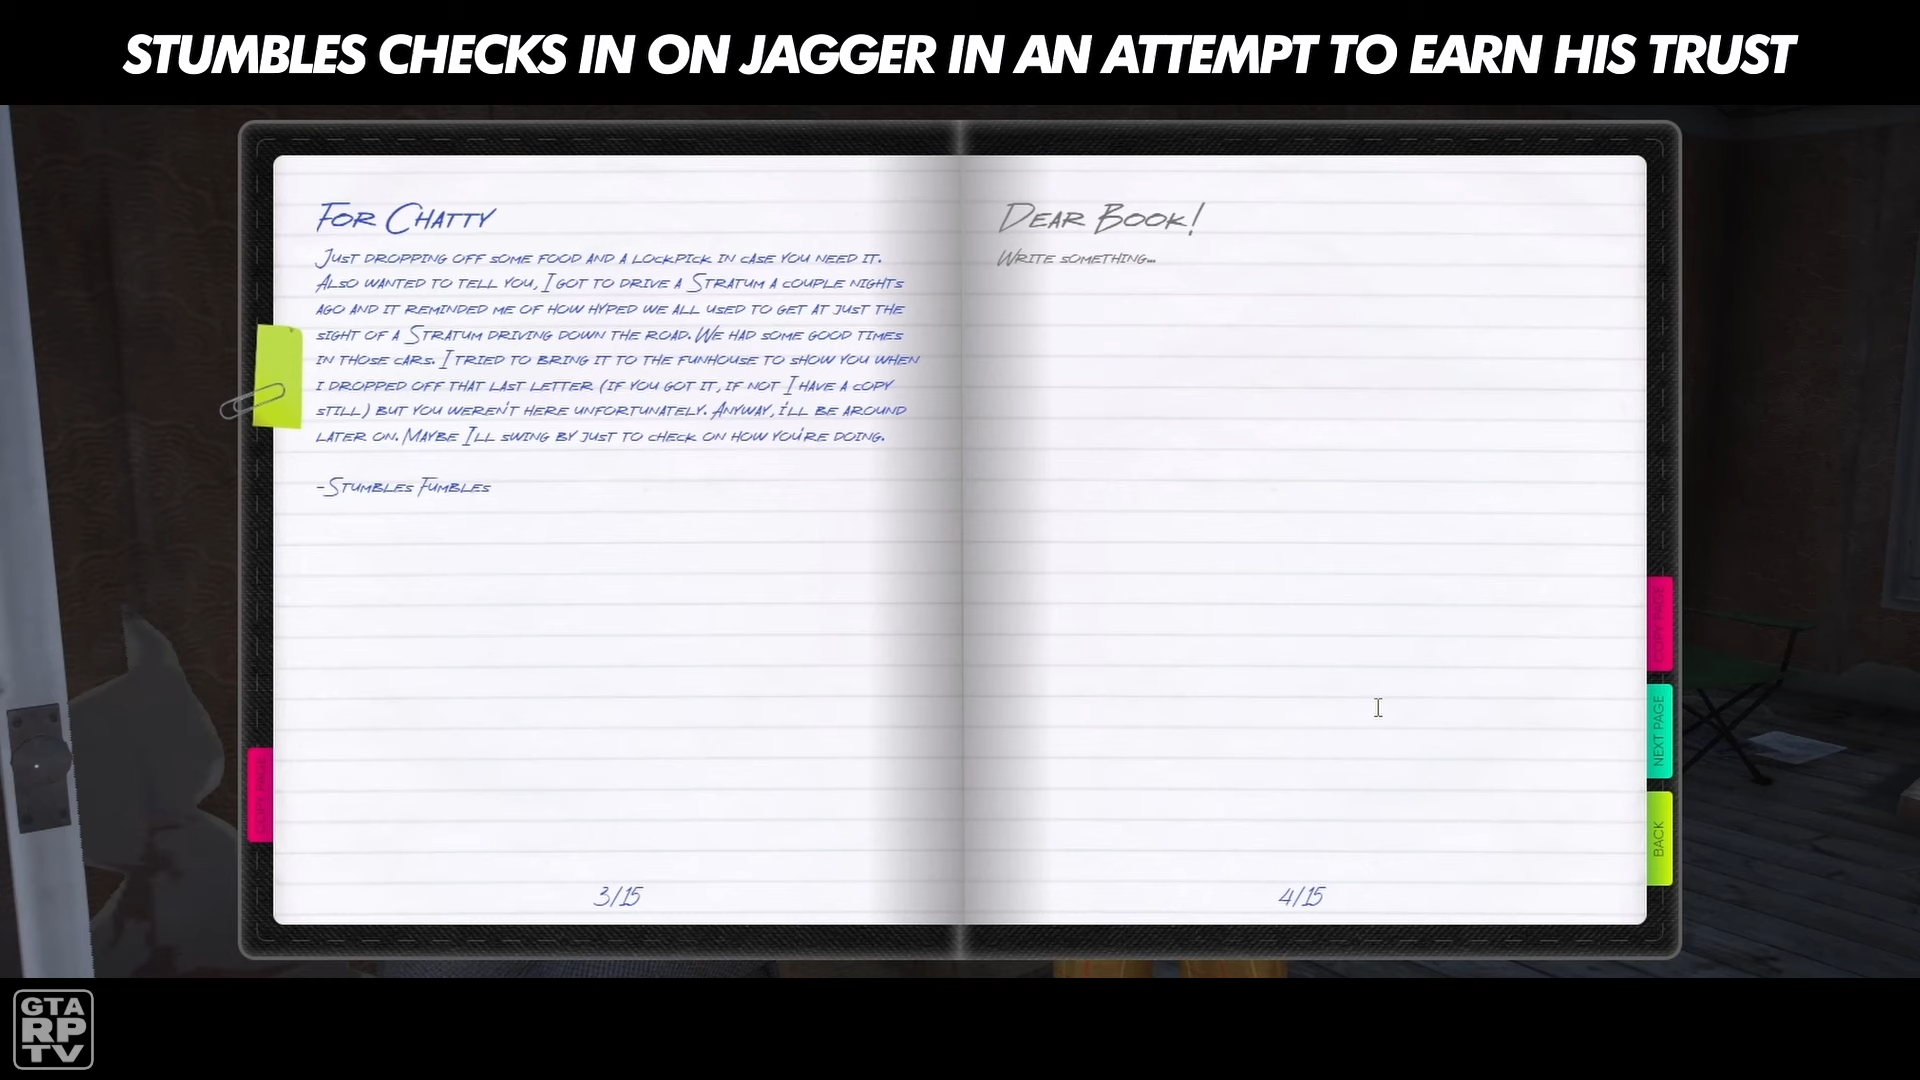 STUMBLES CHECKS IN ON JAGGER IN AN ATTEMPT TO EARN HIS TRUST
For Chatty
Just dropping off some food and a lockpick in case you need it.
Also wanted to tell you, I got to drive a Stratum a couple nights
ago and it reminded me of how hyped we all used to get at just the
sight of a Stratum driving down the road. We had some good times
in those cars. I tried to bring it to the funhouse to show you when
i dropped off that last letter (if you got it, if not I have a copy
still) but you weren't here unfortunately. Anyway, i'll be around
later on. Maybe I'll swing by just to check on how you're doing.
-Stumbles Fumbles
3/15
COPY PAGE
Dear Book!
Write something...
4/15
COPY PAGE
NEXT PAGE
BACK
GTA
RP
TV